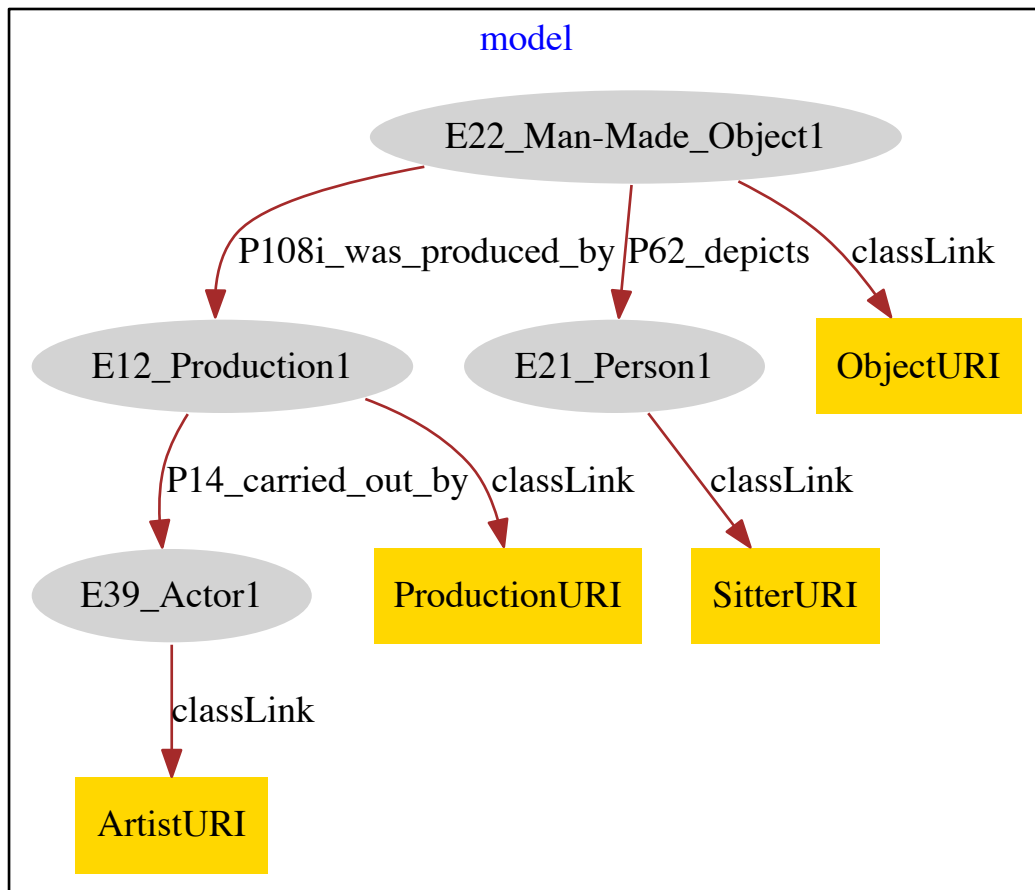 model
E22_Man-Made_Object1
P108i_was_produced_by
P62_depicts
classLink
E12_Production1
E21_Person1
ObjectURI
P14_carried_out_by
classLink
classLink
E39_Actor1
ProductionURI
SitterURI
classLink
ArtistURI